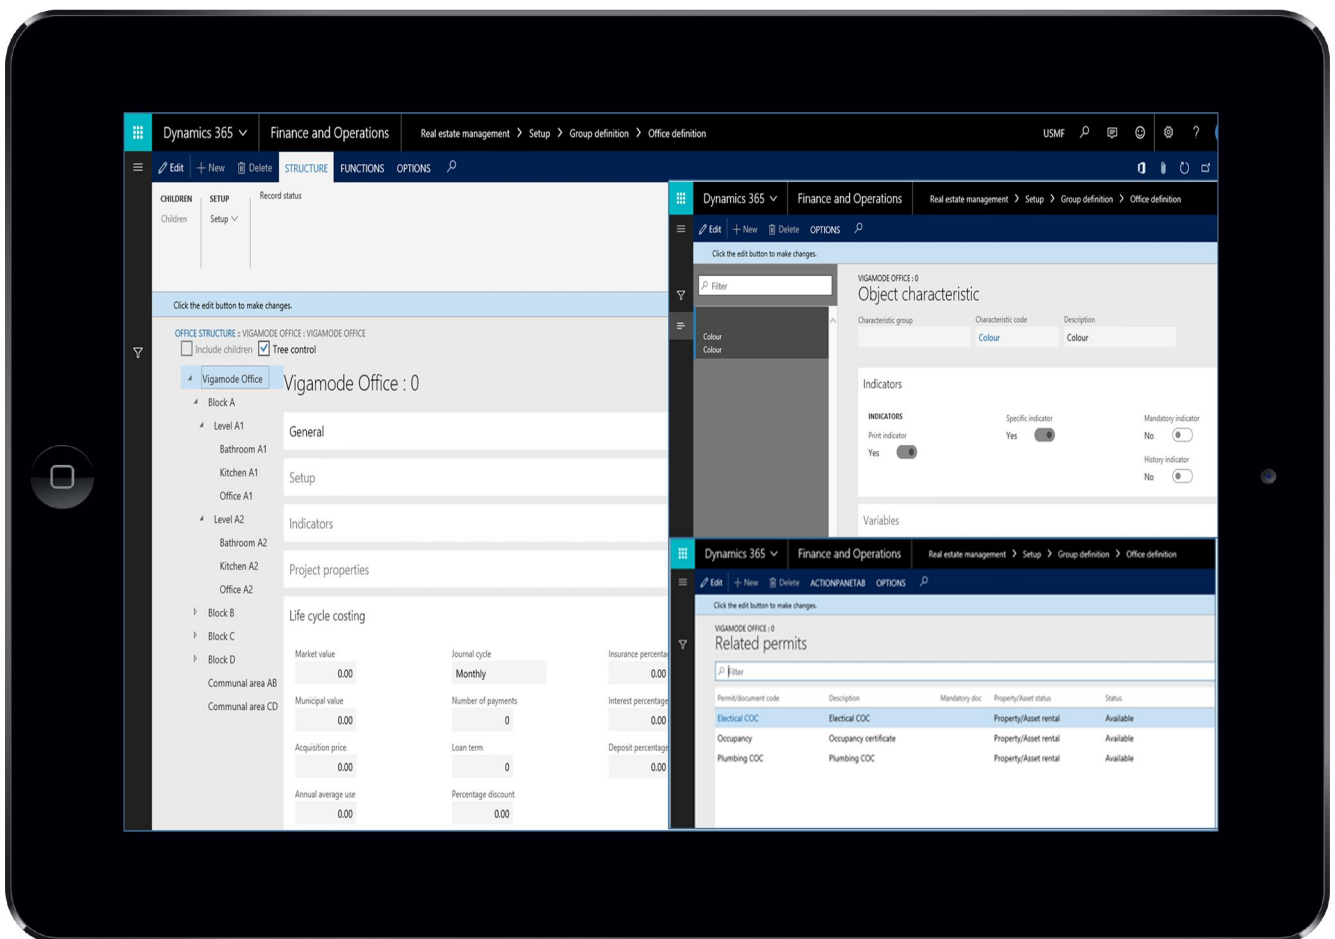 Dynamics 365 Finance and Operations Real estate management > Setup > Group definition > Office definition USMF ?
Edit + New Delete STRUCTURE FUNCTIONS OPTIONS
CHILDREN SETUP Record status
Children Setup
Click the edit button to make changes.
OFFICE STRUCTURE :: VIGAMODE OFFICE : VIGAMODE OFFICE
Include children Tree control
Vigamode Office
Block A
Level A1
Bathroom A1
Kitchen A1
Office A1
Level A2
Bathroom A2
Kitchen A2
Office A2
Block B
Block C
Block D
Communal area AB
Communal area CD
Vigamode Office : 0
General
Setup
Indicators
Project properties
Life cycle costing
Market value Journal cycle Insurance percenta
0.00 Monthly 0.00
Municipal value Number of payments Interest percentage
0.00 0 0.00
Acquisition price Loan term Deposit percentage
0.00 0 0.00
Annual average use Percentage discount
0.00 0.00
Dynamics 365 Finance and Operations Real estate management > Setup > Group definition > Office definition
Edit + New Delete OPTIONS
Click the edit button to make changes.
Filter
Colour
Colour
VIGAMODE OFFICE : 0
Object characteristic
Characteristic group Characteristic code Description
Colour Colour
Indicators
INDICATORS Specific indicator Mandatory indicator
Print indicator Yes No
Yes History indicator
No
Variables
Dynamics 365 Finance and Operations Real estate management > Setup > Group definition > Office definition
Edit + New Delete ACTIONPANETAB OPTIONS
Click the edit button to make changes.
VIGAMODE OFFICE : 0
Related permits
Filter
Permit/document code Description Mandatory doc Property/Asset status Status
Electical COC Electical COC Property/Asset rental Available
Occupancy Occupancy certificate Property/Asset rental Available
Plumbing COC Plumbing COC Property/Asset rental Available